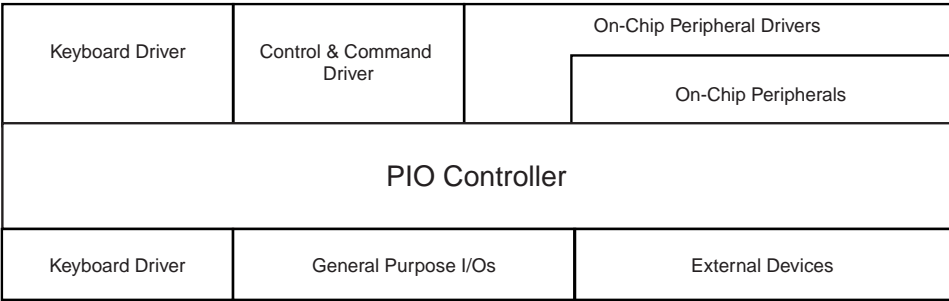 Keyboard Driver
Control & Command
Driver
On-Chip Peripheral Drivers
On-Chip Peripherals
PIO Controller
Keyboard Driver
General Purpose I/Os
External Devices